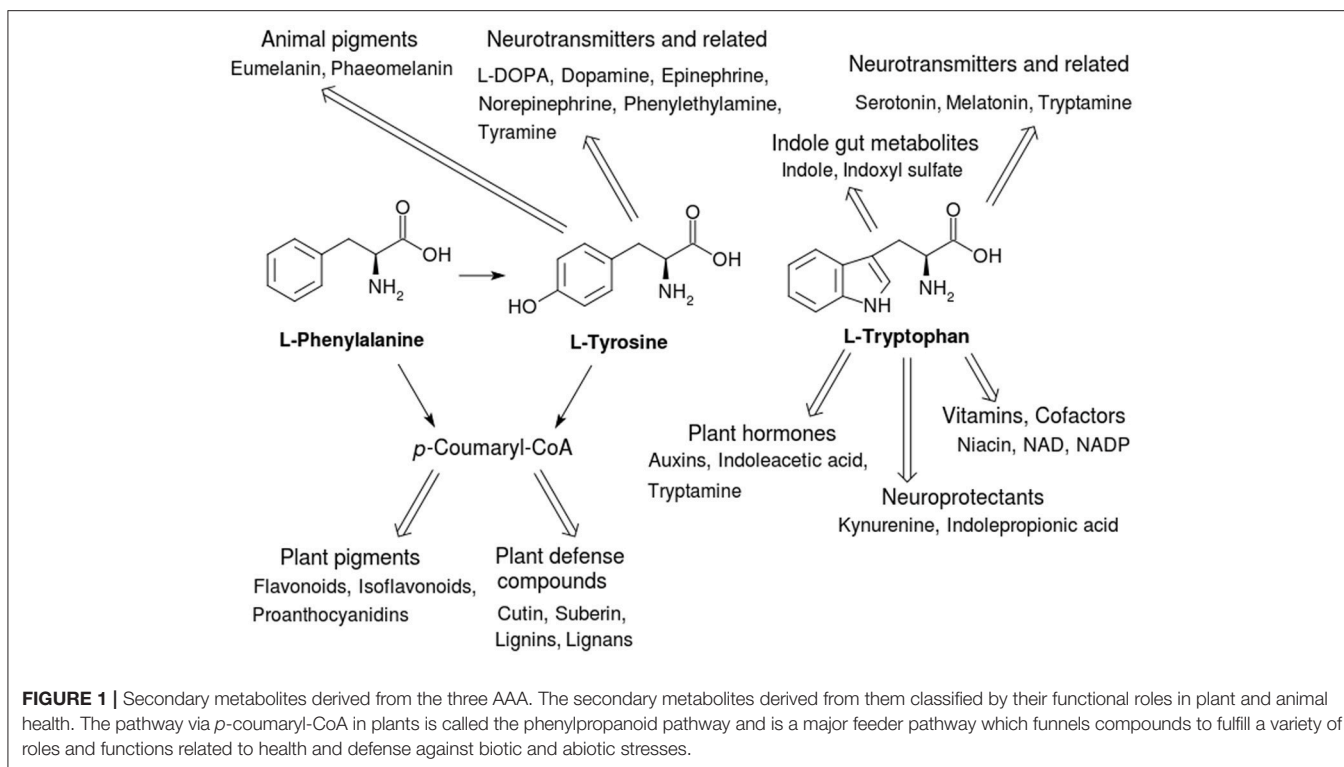 Animal pigments
Eumelanin, Phaeomelanin
Neurotransmitters and related
L-DOPA, Dopamine, Epinephrine,
Norepinephrine, Phenylethylamine,
Tyramine
Neurotransmitters and related
Serotonin, Melatonin, Tryptamine
Indole gut metabolites
Indole, Indoxyl sulfate
O
OH
NH2
L-Phenylalanine
O
OH
NH2
HO
L-Tyrosine
O
OH
NH2
NH
L-Tryptophan
p-Coumaryl-CoA
Plant pigments
Flavonoids, Isoflavonoids,
Proanthocyanidins
Plant defense
compounds
Cutin, Suberin,
Lignins, Lignans
Plant hormones
Auxins, Indoleacetic acid,
Tryptamine
Vitamins, Cofactors
Niacin, NAD, NADP
Neuroprotectants
Kynurenine, Indolepropionic acid
FIGURE 1 | Secondary metabolites derived from the three AAA. The secondary metabolites derived from them classified by their functional roles in plant and animal
health. The pathway via p-coumaryl-CoA in plants is called the phenylpropanoid pathway and is a major feeder pathway which funnels compounds to fulfill a variety of
roles and functions related to health and defense against biotic and abiotic stresses.